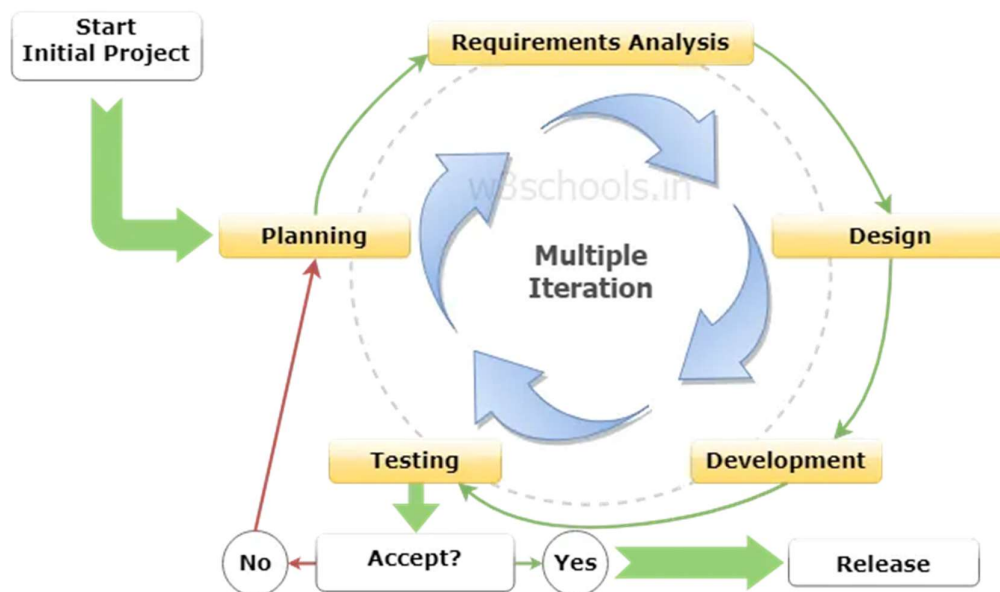 Start
Initial Project
Requirements Analysis
w3schools.in
Planning
Design
Multiple
Iteration
Testing
Development
No
Accept?
Yes
Release